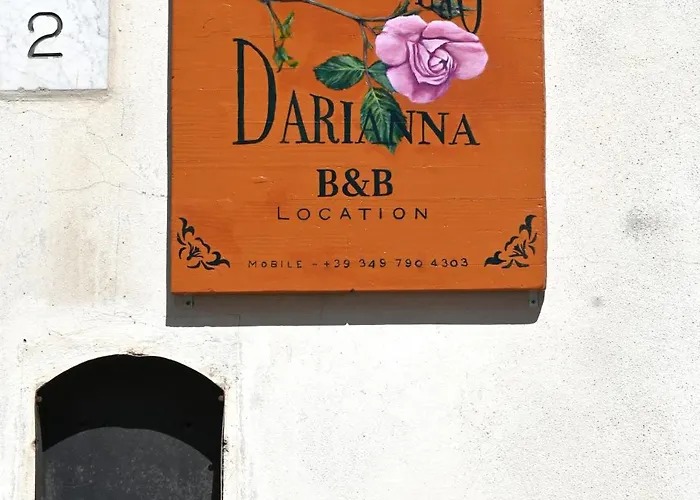 2
DARIANNA
B&B
LOCATION
MOBILE - +39 349 790 4303